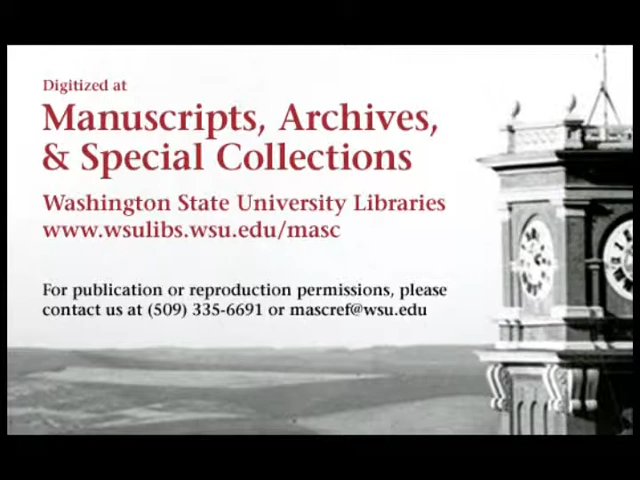 Digitized at
Manuscripts, Archives,
& Special Collections
Washington State University Libraries
www.wsulibs.wsu.edu/masc
For publication or reproduction permissions, please
contact us at (509) 335-6691 or mascref@wsu.edu